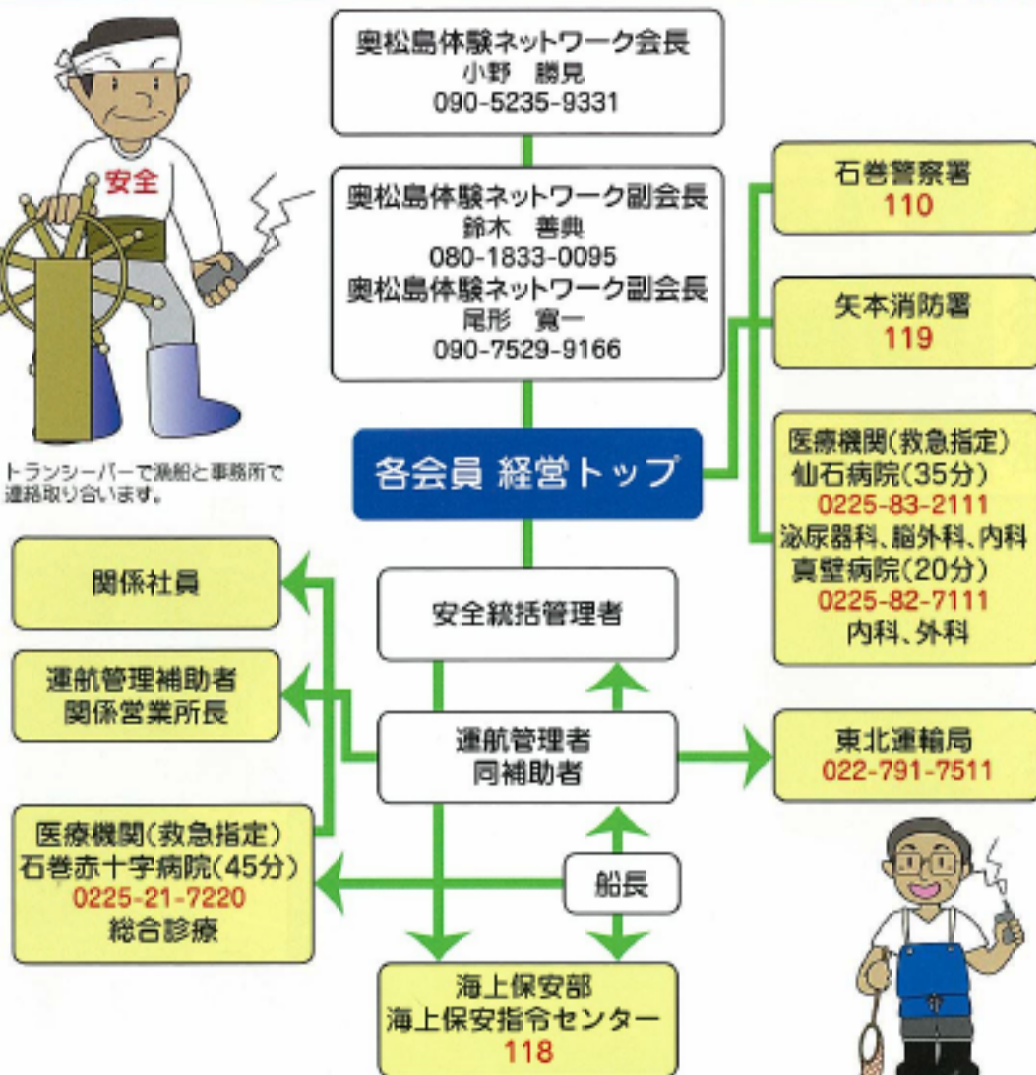 奥松島体験ネットワーク会長
小野 勝見
090-5235-9331
奥松島体験ネットワーク副会長
鈴木 善典
080-1833-0095
奥松島体験ネットワーク副会長
尾形 寛一
090-7529-9166
安全
トランシーバーで漁船と事務所で
連絡取り合います。
石巻警察署
110
矢本消防署
119
医療機関(救急指定)
仙石病院(35分)
0225-83-2111
泌尿器科、脳外科、内科
真壁病院(20分)
0225-82-7111
内科、外科
各会員 経営トップ
関係社員
安全統括管理者
運航管理補助者
関係営業所長
運航管理者
同補助者
東北運輸局
022-791-7511
医療機関(救急指定)
石巻赤十字病院(45分)
0225-21-7220
総合診療
船長
海上保安部
海上保安指令センター
118